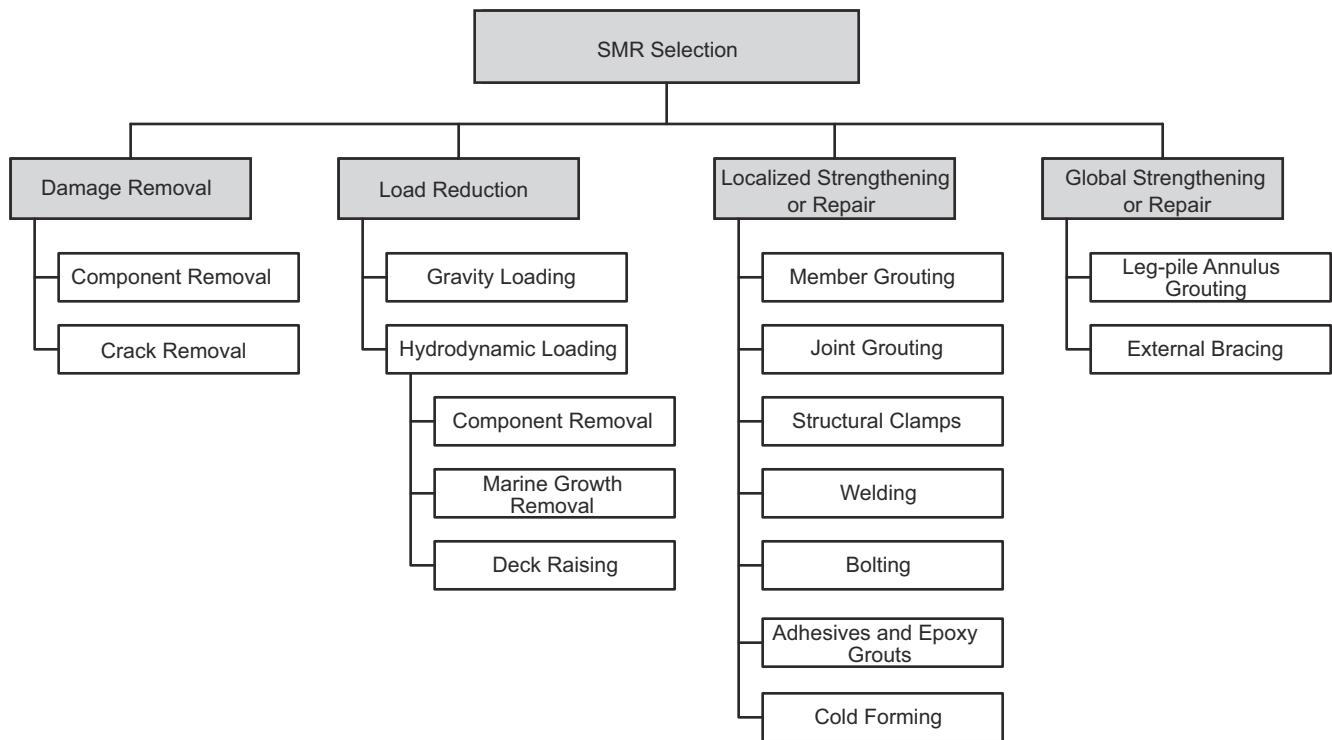 SMR Selection
Damage Removal
Component Removal
Crack Removal
Load Reduction
Gravity Loading
Hydrodynamic Loading
Component Removal
Marine Growth
Removal
Deck Raising
Localized Strengthening
or Repair
Member Grouting
Joint Grouting
Structural Clamps
Welding
Bolting
Adhesives and Epoxy
Grouts
Cold Forming
Global Strengthening
or Repair
Leg-pile Annulus
Grouting
External Bracing